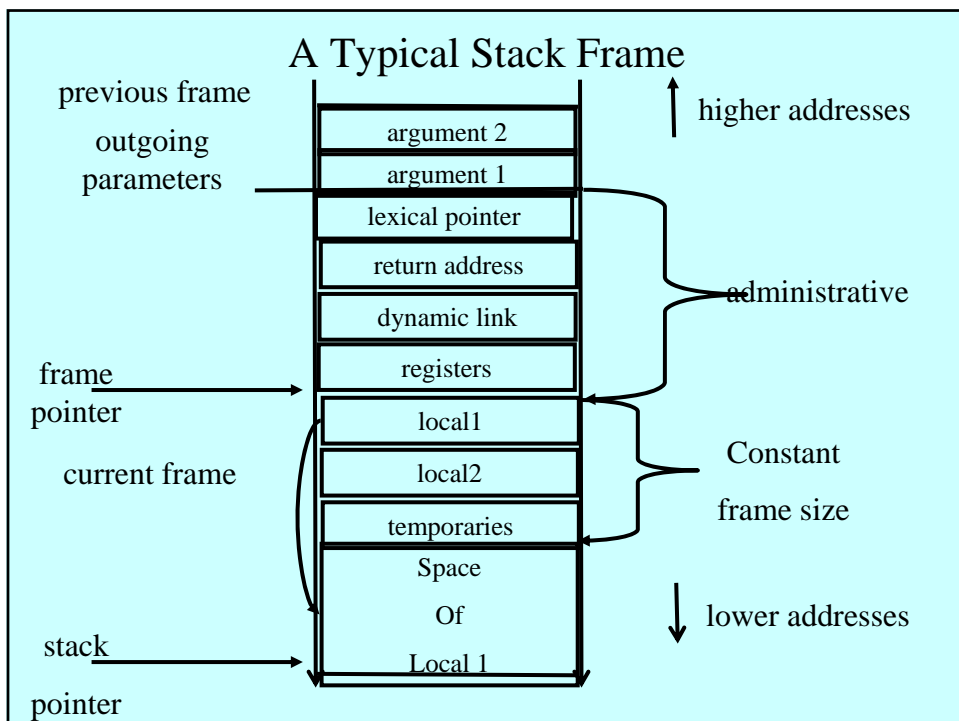 A Typical Stack Frame
previous frame
higher addresses
outgoing
parameters
argument 2
argument 1
lexical pointer
return address
dynamic link
registers
administrative
frame
pointer
local1
local2
temporaries
current frame
Constant
frame size
Space
Of
Local 1
lower addresses
stack
pointer